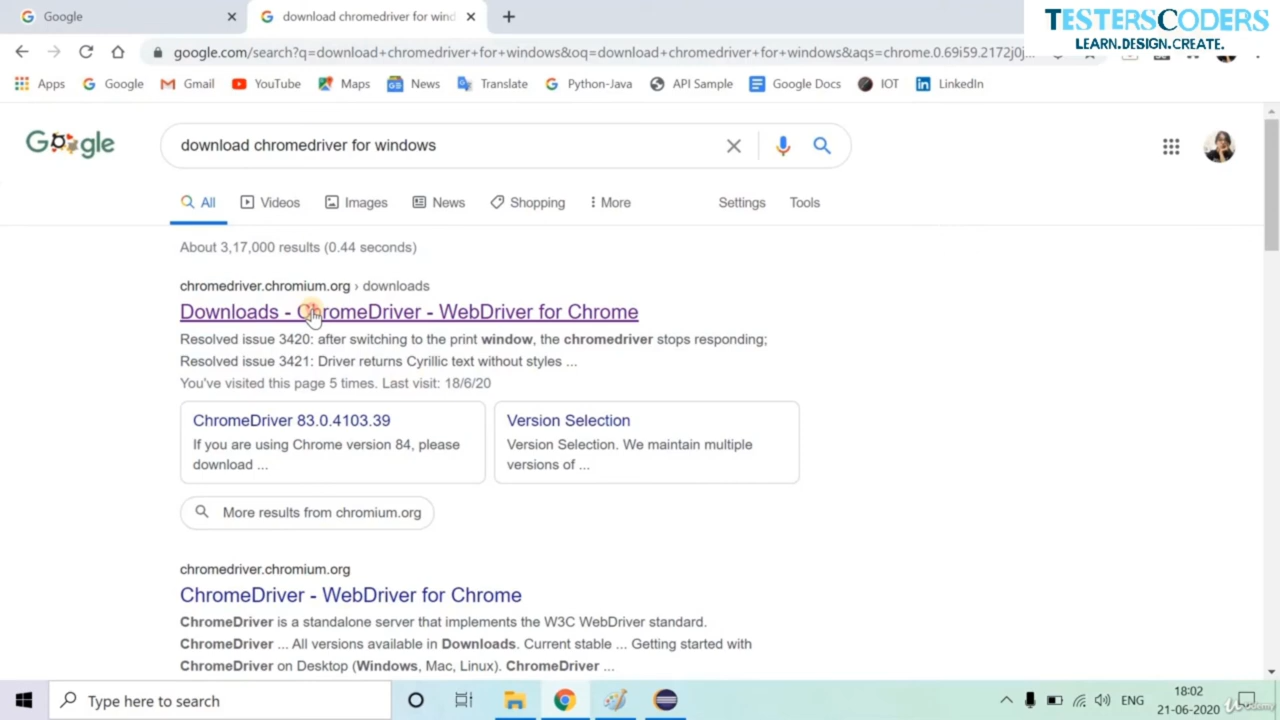 Google
download chromedriver for wind
TESTERSCODERS
LEARN.DESIGN.CREATE.
google.com/search?q=download+chromedriver+for+windows&oq=download+chromedriver+for+windows&aqs=chrome.0.69i59.2172j0j...
Apps
Google
Gmail
YouTube
Maps
News
Translate
Python-Java
API Sample
Google Docs
IOT
LinkedIn
Google
download chromedriver for windows
All
Videos
Images
News
Shopping
More
Settings
Tools
About 3,17,000 results (0.44 seconds)
chromedriver.chromium.org › downloads
Downloads - ChromeDriver - WebDriver for Chrome
Resolved issue 3420: after switching to the print window, the chromedriver stops responding;
Resolved issue 3421: Driver returns Cyrillic text without styles ...
You've visited this page 5 times. Last visit: 18/6/20
ChromeDriver 83.0.4103.39
If you are using Chrome version 84, please
download ...
Version Selection
Version Selection. We maintain multiple
versions of ...
More results from chromium.org
chromedriver.chromium.org
ChromeDriver - WebDriver for Chrome
ChromeDriver is a standalone server that implements the W3C WebDriver standard.
ChromeDriver ... All versions available in Downloads. Current stable ... Getting started with
ChromeDriver on Desktop (Windows, Mac, Linux). ChromeDriver ...
Type here to search
ENG
18:02
21-06-2020
Udemy